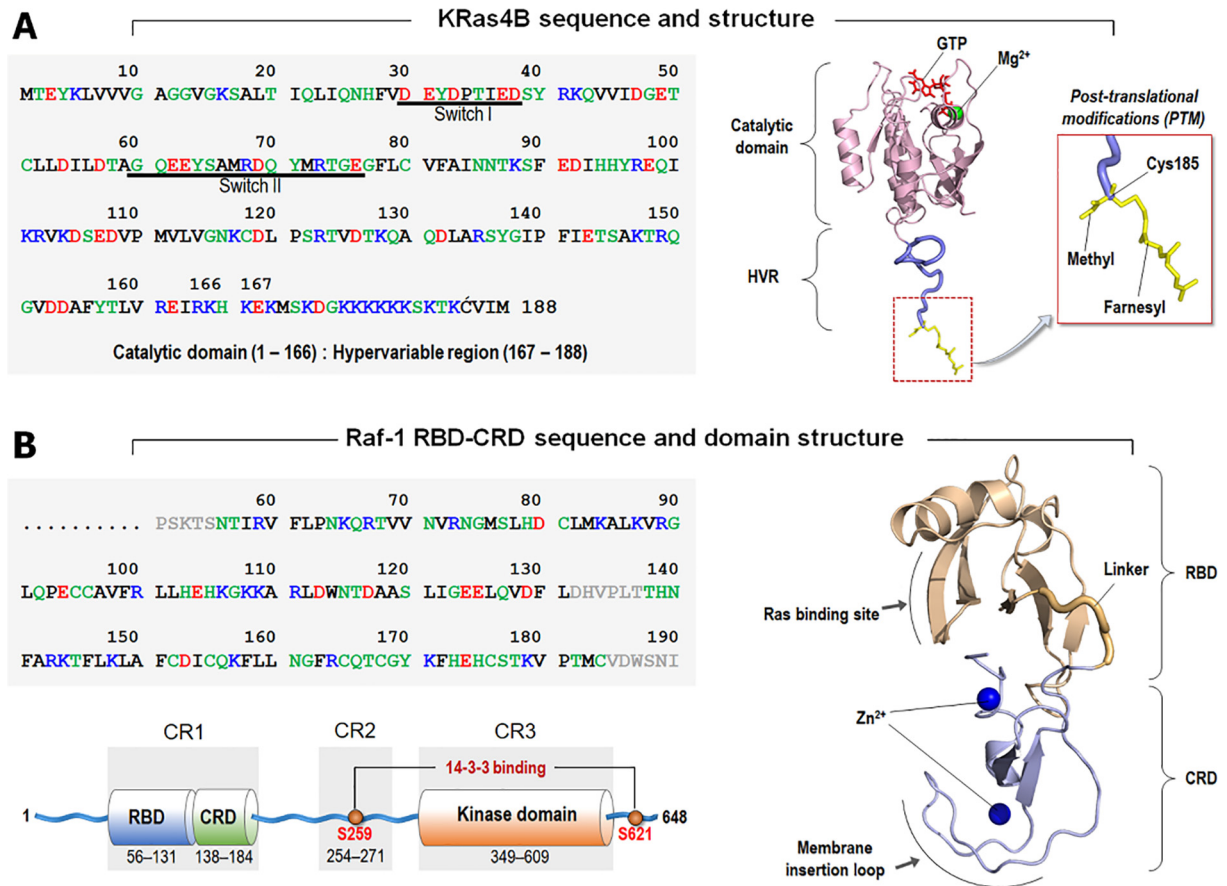 A
KRas4B sequence and structure
10 20 30 40 50
MTEYKLVVVG AGGVGKSALT IQLIQNHFVD EYDPTIEDSY RKQVVIDGET
Switch I
60 70 80 90 100
CLLDILDTAG QEEYSAMRDQ YMRTGEGFLC VFAINNTKSF EDIHHYREQI
Switch II
110 120 130 140 150
KRVKDSEDVP MVLVGNKCDL PSRTVDTKQA QDLARSYGIP FIETSAKTRQ
160 166 167
GVDDAFYTLV REIRKH KEKMSKDGKKKKKKSKTKĆVIM 188
Catalytic domain (1 – 166) : Hypervariable region (167 – 188)
GTP
Mg²⁺
Catalytic
domain
HVR
Post-translational
modifications (PTM)
Cys185
Methyl
Farnesyl
B
Raf-1 RBD-CRD sequence and domain structure
60 70 80 90
.......... PSKTSNTIRV FLPNKQRTVV NVRNGMSLHD CLMKALKVRG
100 110 120 130 140
LQPECCAVFR LLHEHKGKKA RLDWNTDAAS LIGEELQVDF LDHVPLTTHN
150 160 170 180 190
FARKTFLKLA FCDICQKFLL NGFRCQTCGY KFHEHCSTKV PTMCVDWSNI
CR1 CR2 CR3
14-3-3 binding
1 RBD CRD Kinase domain 648
S259 S621
56–131 138–184 254–271 349–609
Linker
RBD
Ras binding site
Zn²⁺
CRD
Membrane
insertion loop